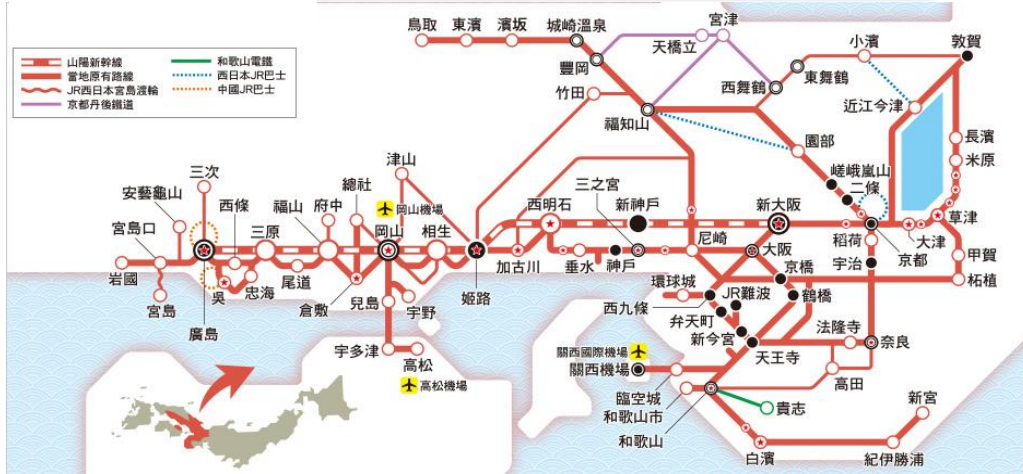 山陽新幹線
當地原有路線
JR西日本宮島渡輪
京都丹後鐵道
和歌山電鐵
西日本JR巴士
中國JR巴士
鳥取
東濱
濱坂
城崎溫泉
豐岡
竹田
宮津
天橋立
西舞鶴
東舞鶴
小濱
敦賀
近江今津
福知山
園部
長濱
米原
嵯峨嵐山
二條
草津
三次
安藝龜山
宮島口
西條
福山
三原
府中
總社
津山
岡山機場
岡山
相生
西明石
三之宮
新神戶
新大阪
大津
京都
稻荷
宇治
甲賀
柘植
岩國
宮島
廣島
吳
忠海
尾道
倉敷
兒島
宇野
姬路
加古川
垂水
神戶
尼崎
大阪
京橋
環球城
JR難波
鶴橋
西九條
弁天町
新今宮
天王寺
法隆寺
奈良
高田
宇多津
高松
高松機場
關西國際機場
關西機場
臨空城
和歌山市
和歌山
貴志
白濱
新宮
紀伊勝浦